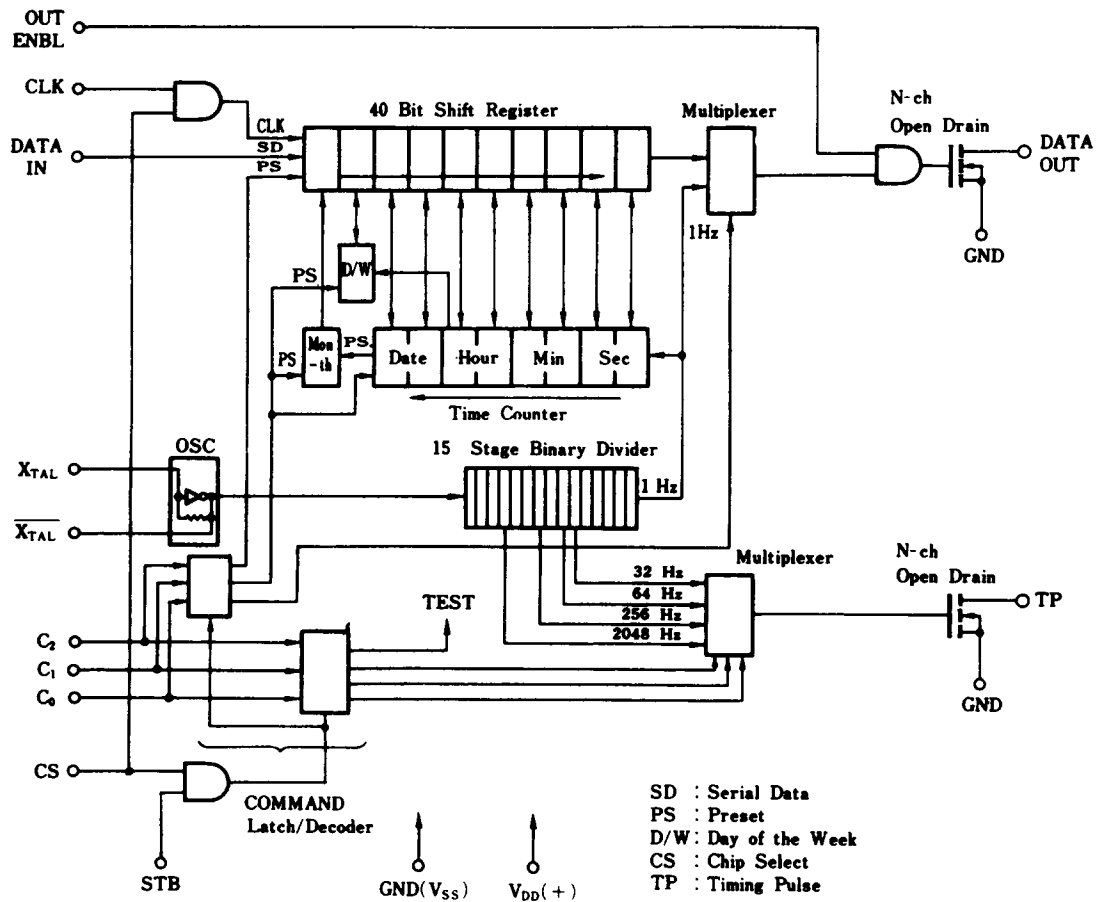 OUT
ENBL
CLK
DATA
IN
40 Bit Shift Register
CLK
SD
PS
Multiplexer
1Hz
N-ch
Open Drain
DATA
OUT
GND
PS
D/W
Mon
-th
PS
PS
Date
Hour
Min
Sec
Time Counter
OSC
15 Stage Binary Divider
1 Hz
XTAL
X̅T̅A̅L̅
32 Hz
64 Hz
256 Hz
2048 Hz
Multiplexer
N-ch
Open Drain
TP
GND
TEST
C₂
C₁
C₀
CS
COMMAND
Latch/Decoder
STB
GND(VSS)
VDD(+)
SD : Serial Data
PS : Preset
D/W : Day of the Week
CS : Chip Select
TP : Timing Pulse